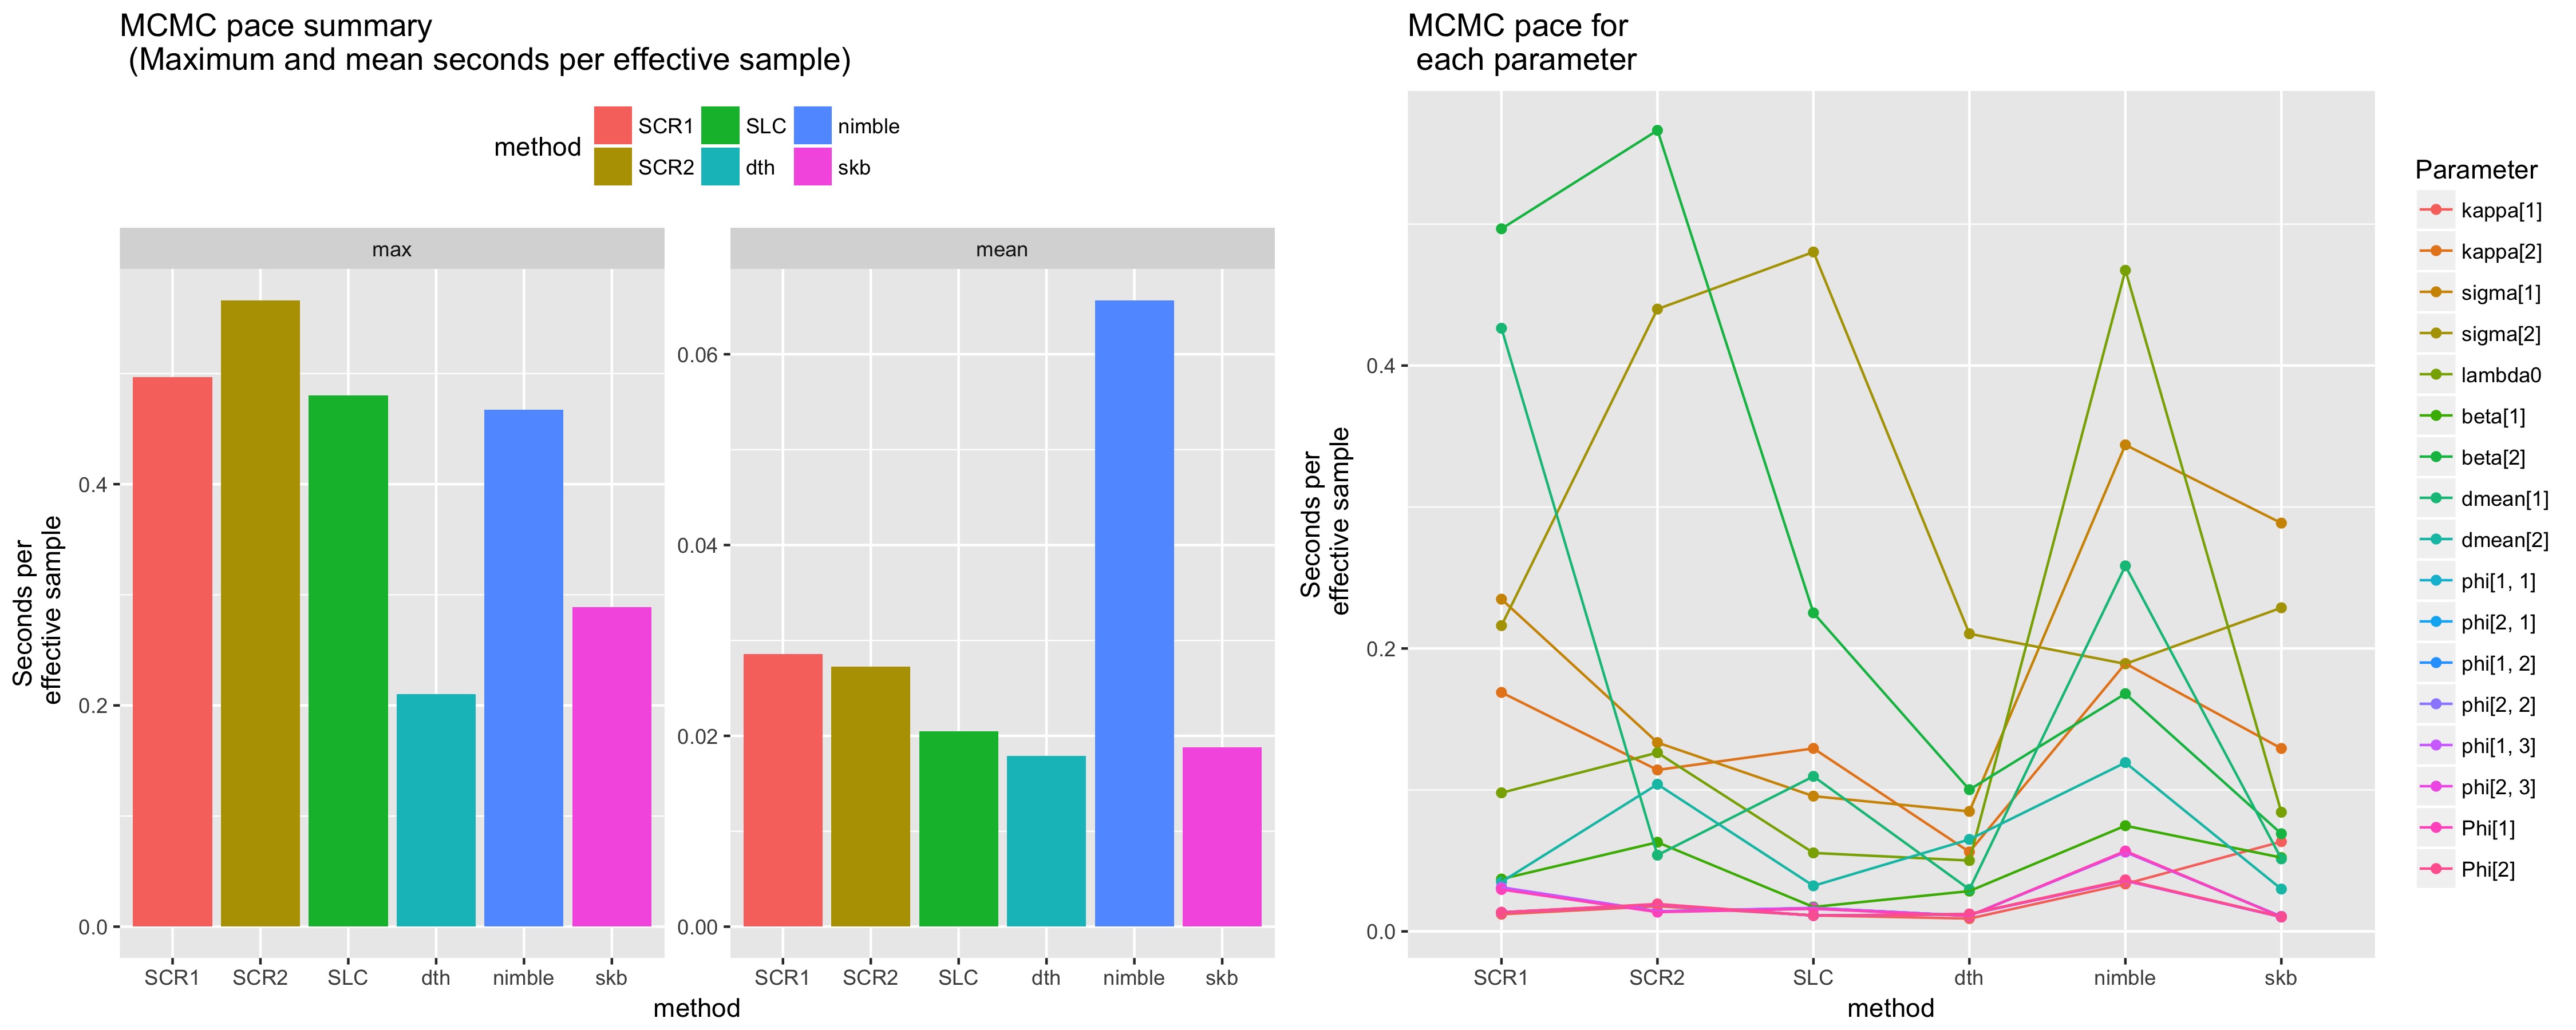 MCMC pace summary
(Maximum and mean seconds per effective sample)
method
SCR1
SLC
nimble
SCR2
dth
skb
max
mean
Seconds per
effective sample
0.4
0.2
0.0
0.06
0.04
0.02
0.00
SCR1 SCR2 SLC dth nimble skb
SCR1 SCR2 SLC dth nimble skb
method
MCMC pace for
each parameter
Seconds per
effective sample
0.4
0.2
0.0
SCR1 SCR2 SLC dth nimble skb
method
Parameter
kappa[1]
kappa[2]
sigma[1]
sigma[2]
lambda0
beta[1]
beta[2]
dmean[1]
dmean[2]
phi[1, 1]
phi[2, 1]
phi[1, 2]
phi[2, 2]
phi[1, 3]
phi[2, 3]
Phi[1]
Phi[2]